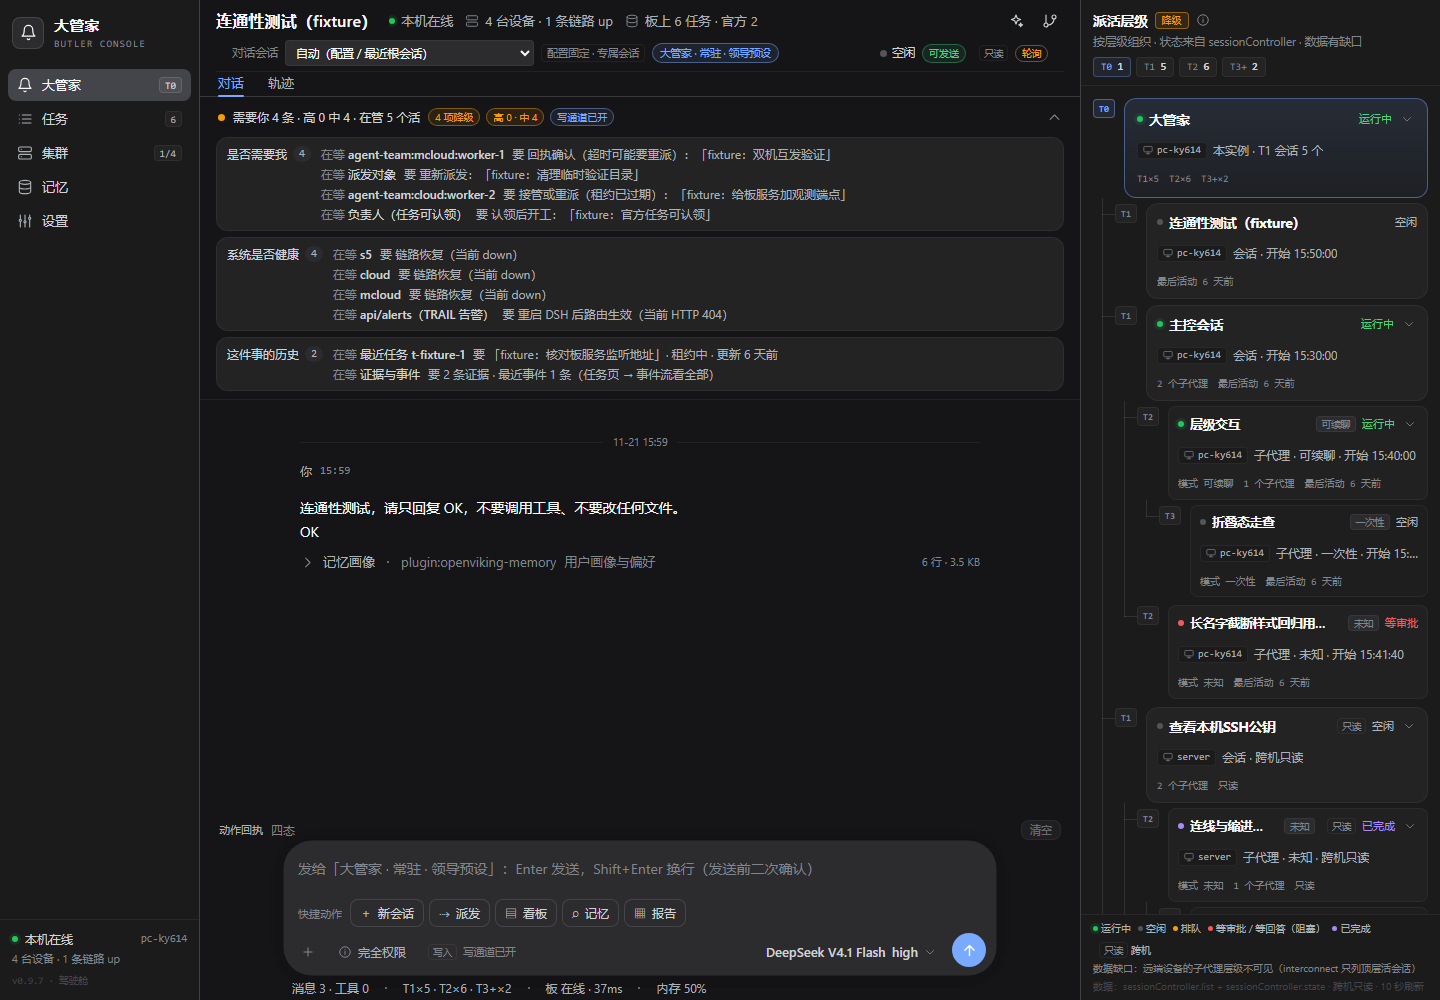 大管家
BUTLER CONSOLE
大管家 T0
任务 6
集群 1/4
记忆
设置
本机在线 pc-ky614
4 台设备 · 1 条链路 up
v0.9.7 · 驾驶舱
连通性测试（fixture） 本机在线 4 台设备 · 1 条链路 up 板上 6 任务 · 官方 2
对话会话 自动（配置 / 最近根会话） 配置固定 · 专属会话 大管家 · 常驻 · 领导预设 空闲 可发送 只读 轮询
对话 轨迹
需要你 4 条 · 高 0 中 4 · 在管 5 个活 4 项降级 高 0 · 中 4 写通道已开
是否需要我 4 在等 agent-team:mcloud:worker-1 要 回执确认（超时可能要重派）：「fixture：双机互发验证」
在等 派发对象 要 重新派发：「fixture：清理临时验证目录」
在等 agent-team:cloud:worker-2 要 接管或重派（租约已过期）：「fixture：给板服务加观测端点」
在等 负责人（任务可认领） 要 认领后开工：「fixture：官方任务可认领」
系统是否健康 4 在等 s5 要 链路恢复（当前 down）
在等 cloud 要 链路恢复（当前 down）
在等 mcloud 要 链路恢复（当前 down）
在等 api/alerts（TRAIL 告警） 要 重启 DSH 后路由生效（当前 HTTP 404）
这件事的历史 2 在等 最近任务 t-fixture-1 要 「fixture：核对板服务监听地址」· 租约中 · 更新 6 天前
在等 证据与事件 要 2 条证据 · 最近事件 1 条（任务页 → 事件流看全部）
11-21 15:59
你 15:59
连通性测试，请只回复 OK，不要调用工具、不要改任何文件。
OK
记忆画像 · plugin:openviking-memory 用户画像与偏好 6 行 · 3.5 KB
动作回执 四态 清空
发给「大管家 · 常驻 · 领导预设」：Enter 发送，Shift+Enter 换行（发送前二次确认）
快捷动作 + 新会话 派发 看板 记忆 报告
+ 完全权限 写入 写通道已开 DeepSeek V4.1 Flash high
消息 3 · 工具 0 · T1×5 · T2×6 · T3+×2 · 板 在线 · 37ms · 内存 50%
派活层级 降级
按层级组织 · 状态来自 sessionController · 数据有缺口
T0 1 T1 5 T2 6 T3+ 2
T0 大管家 运行中
pc-ky614 本实例 · T1 会话 5 个
T1×5 T2×6 T3+×2
T1 连通性测试（fixture） 空闲
pc-ky614 会话 · 开始 15:50:00
最后活动 6 天前
T1 主控会话 运行中
pc-ky614 会话 · 开始 15:30:00
2 个子代理 最后活动 6 天前
T2 层级交互 可续聊 运行中
pc-ky614 子代理 · 可续聊 · 开始 15:40:00
模式 可续聊 1 个子代理 最后活动 6 天前
T3 折叠态走查 一次性 空闲
pc-ky614 子代理 · 一次性 · 开始 15:...
模式 一次性 最后活动 6 天前
T2 长名字截断样式回归用... 未知 等审批
pc-ky614 子代理 · 未知 · 开始 15:41:40
模式 未知 最后活动 6 天前
T1 查看本机SSH公钥 只读 空闲
server 会话 · 跨机只读
2 个子代理 只读
T2 连线与缩进... 未知 只读 已完成
server 子代理 · 未知 · 跨机只读
模式 未知 1 个子代理 只读
运行中 空闲 排队 等审批 / 等回答（阻塞） 已完成
只读 跨机
数据缺口：远端设备的子代理层级不可见（interconnect 只列顶层活会话）
数据：sessionController.list + sessionController.state · 跨机只读 · 10 秒刷新